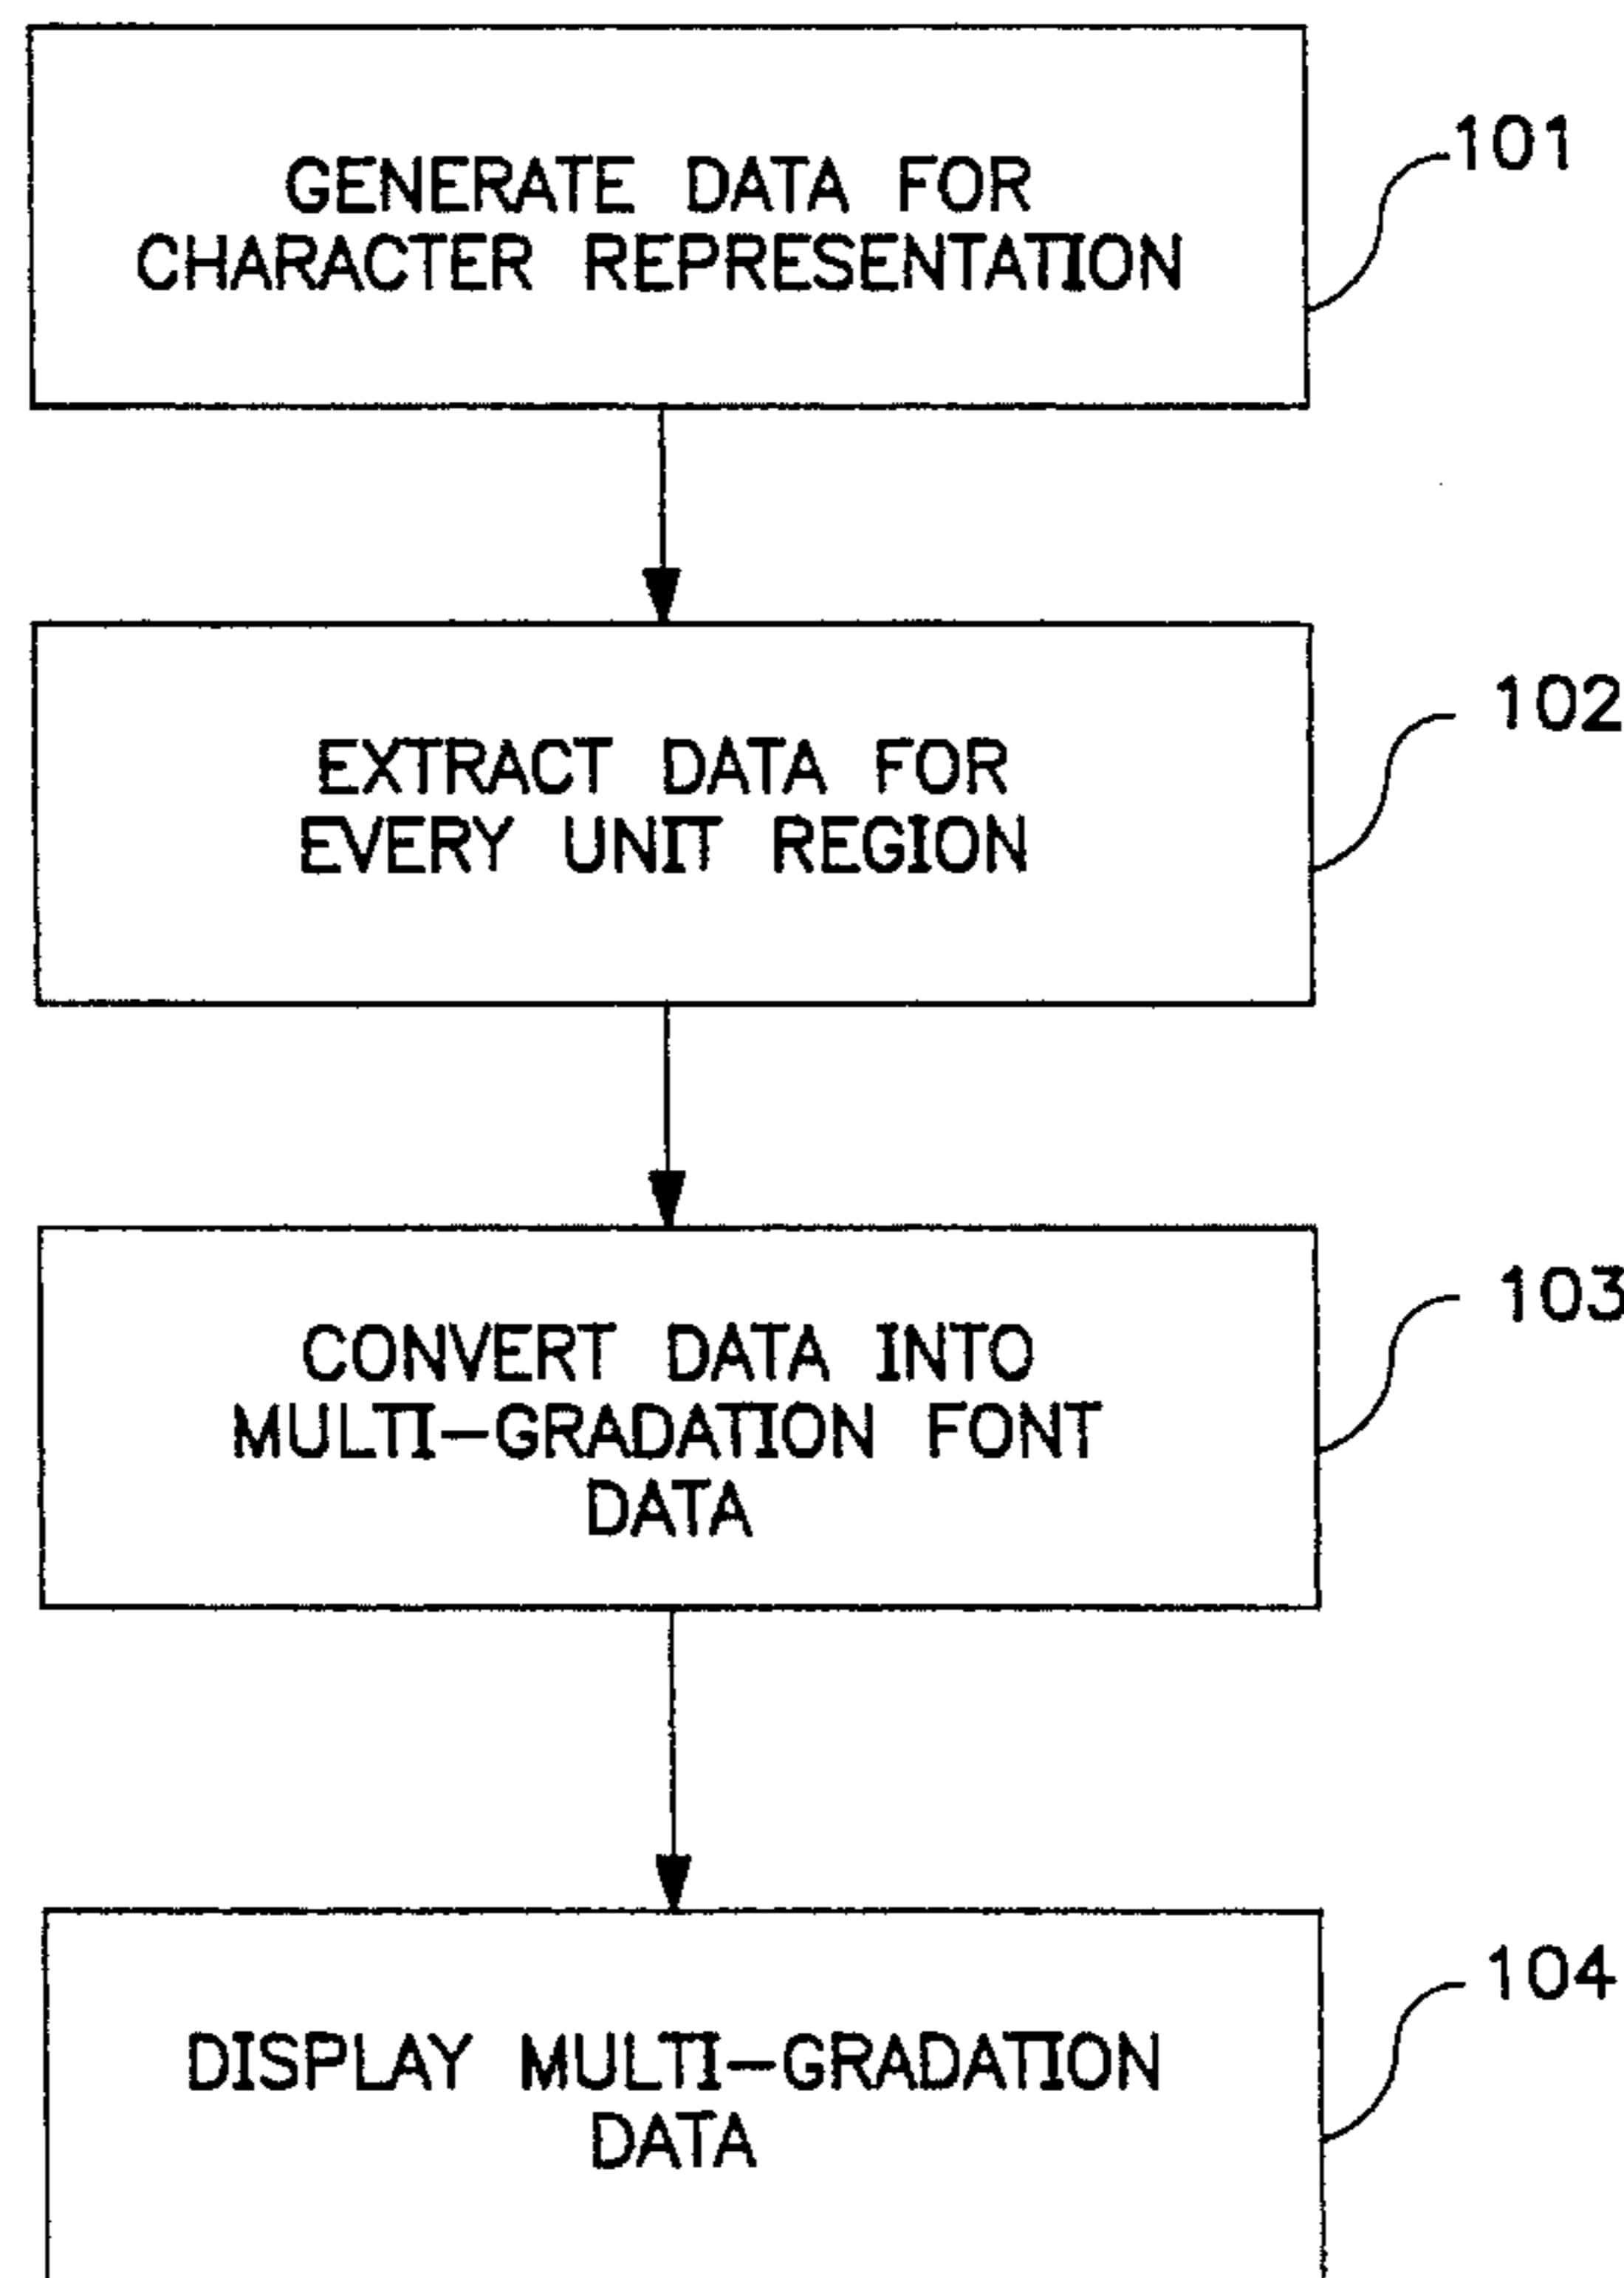 GENERATE DATA FOR
CHARACTER REPRESENTATION
101
EXTRACT DATA FOR
EVERY UNIT REGION
102
CONVERT DATA INTO
MULTI-GRADATION FONT
DATA
103
DISPLAY MULTI-GRADATION
DATA
104